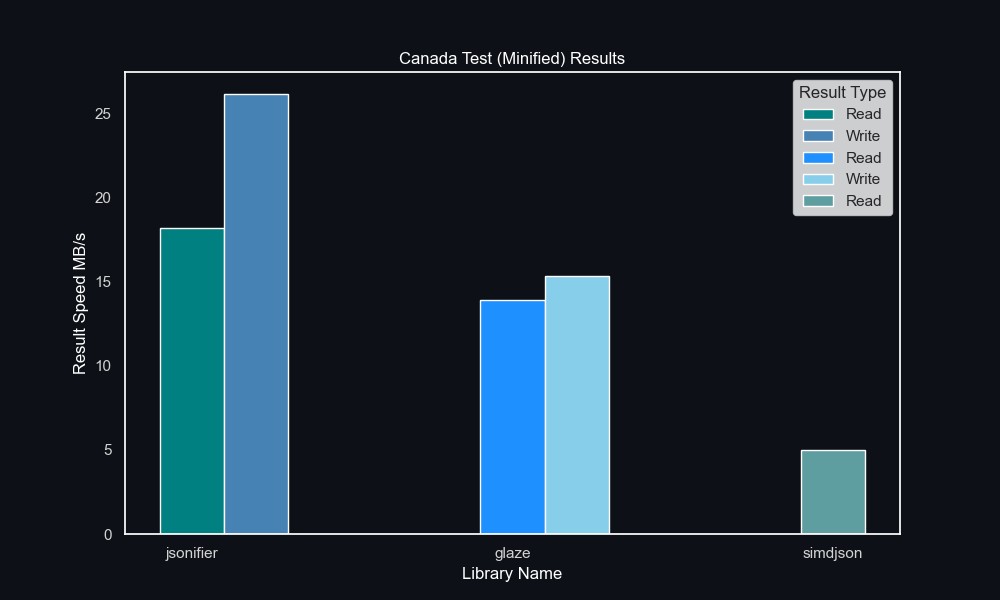 Canada Test (Minified) Results
Result Type
Read
Write
Read
Write
Read
Result Speed MB/s
25
20
15
10
5
0
jsonifier
glaze
simdjson
Library Name